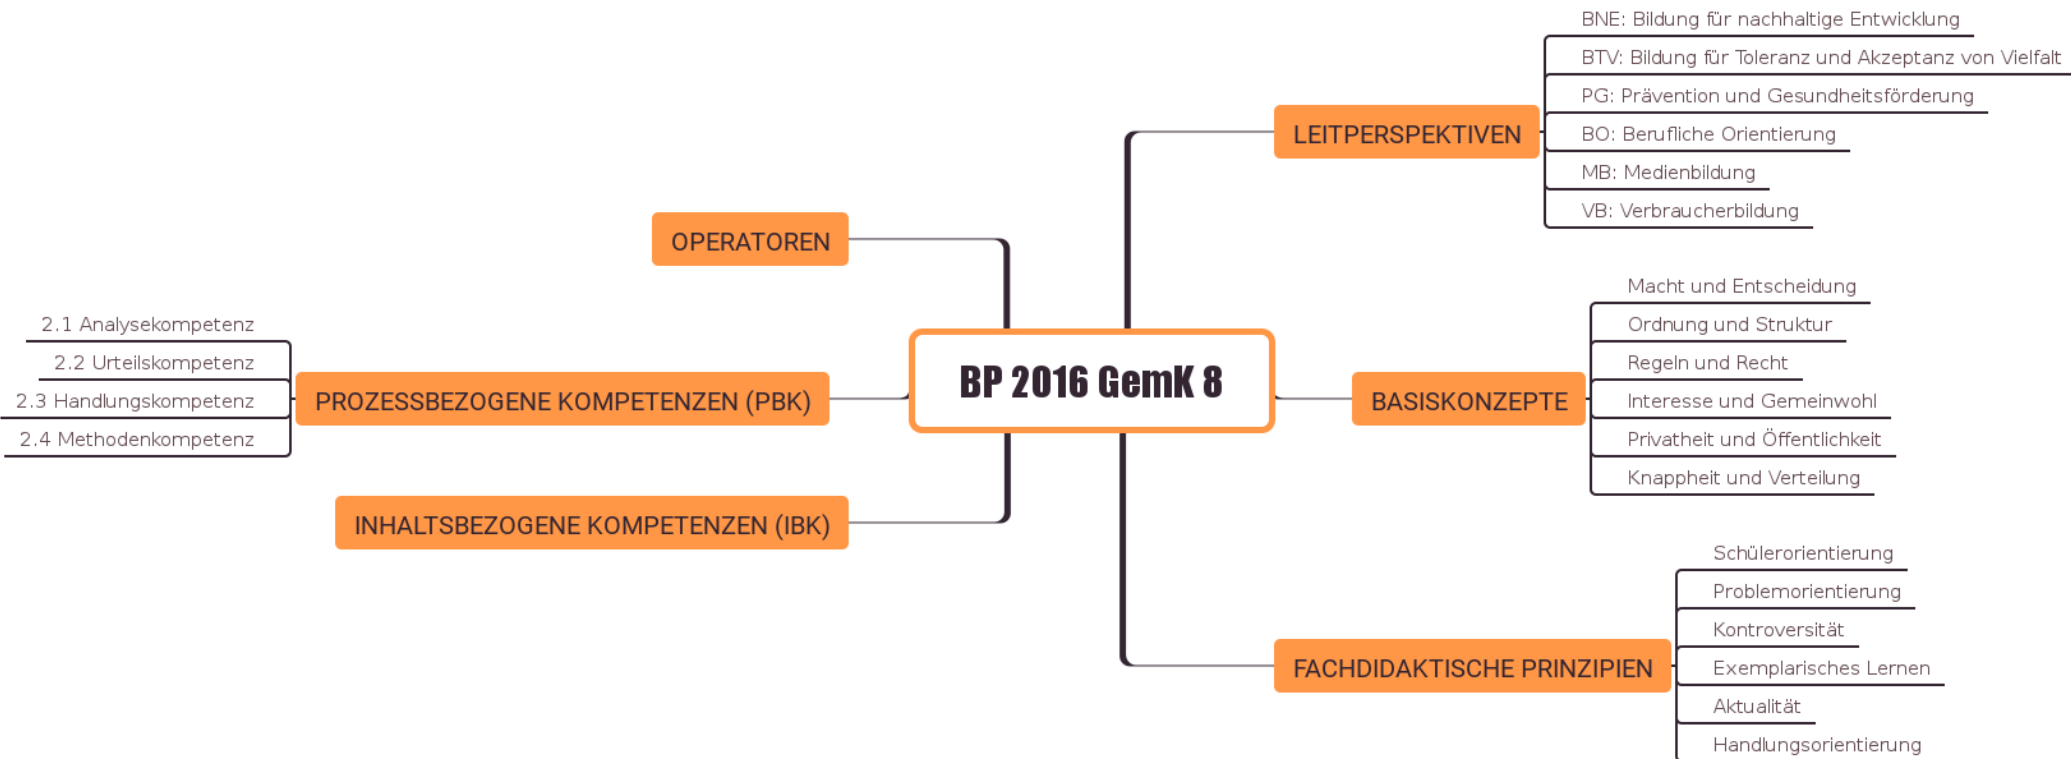 BP 2016 GemK 8
LEITPERSPEKTIVEN
BNE: Bildung für nachhaltige Entwicklung
BTV: Bildung für Toleranz und Akzeptanz von Vielfalt
PG: Prävention und Gesundheitsförderung
BO: Berufliche Orientierung
MB: Medienbildung
VB: Verbraucherbildung
BASISKONZEPTE
Macht und Entscheidung
Ordnung und Struktur
Regeln und Recht
Interesse und Gemeinwohl
Privatheit und Öffentlichkeit
Knappheit und Verteilung
FACHDIDAKTISCHE PRINZIPIEN
Schülerorientierung
Problemorientierung
Kontroversität
Exemplarisches Lernen
Aktualität
Handlungsorientierung
OPERATOREN
PROZESSBEZOGENE KOMPETENZEN (PBK)
2.1 Analysekompetenz
2.2 Urteilskompetenz
2.3 Handlungskompetenz
2.4 Methodenkompetenz
INHALTSBEZOGENE KOMPETENZEN (IBK)